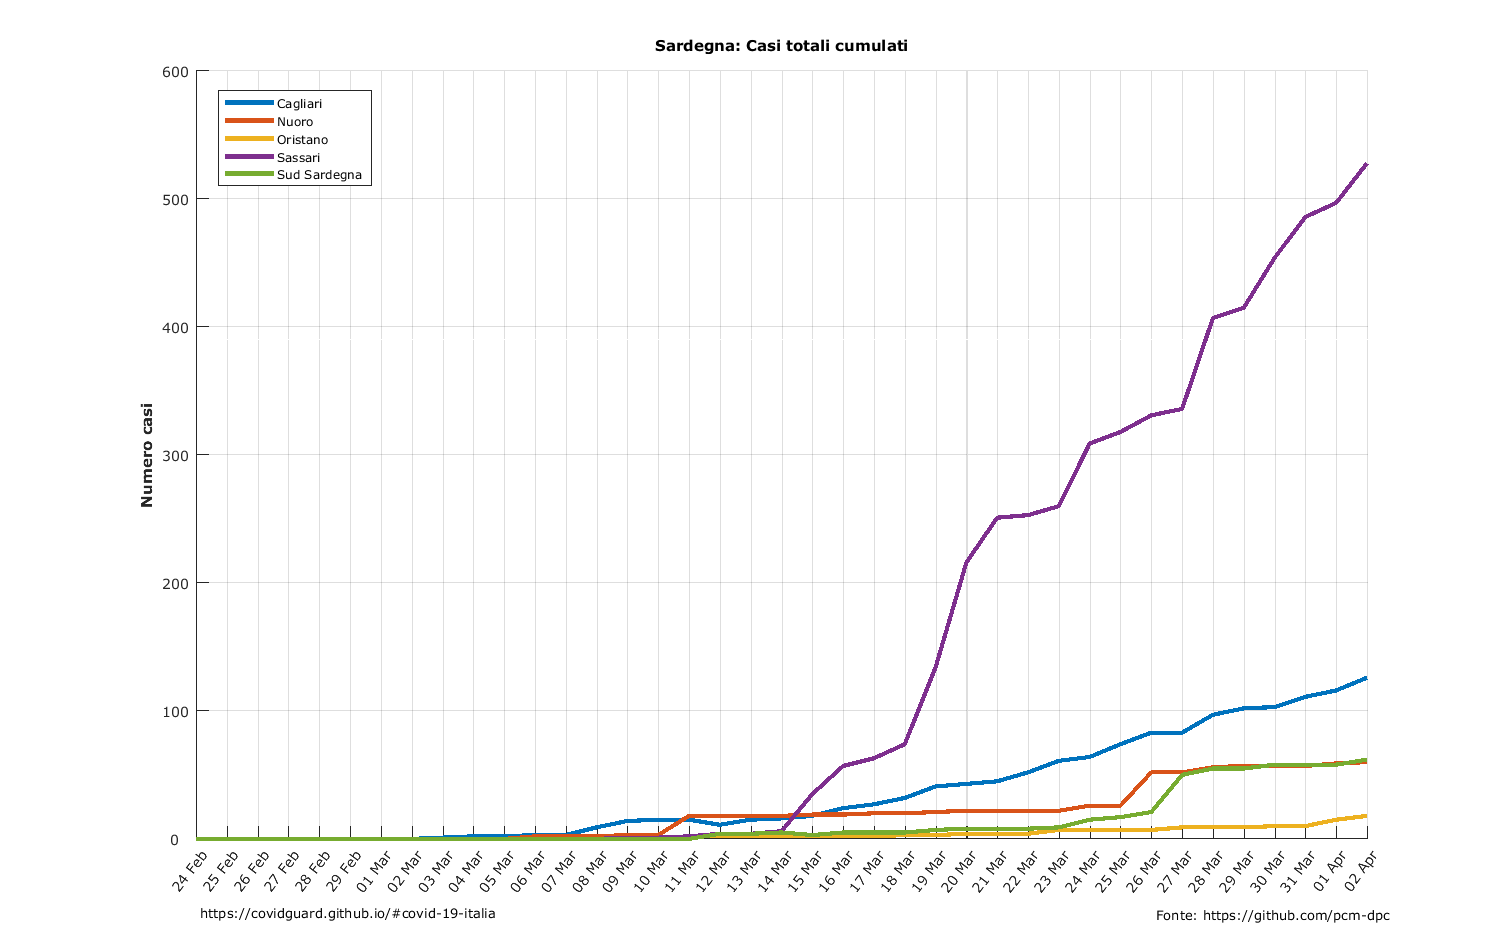 Sardegna: Casi totali cumulati
600
500
400
300
200
100
0
Numero casi
Cagliari
Nuoro
Oristano
Sassari
Sud Sardegna
24 Feb
25 Feb
26 Feb
27 Feb
28 Feb
29 Feb
01 Mar
02 Mar
03 Mar
04 Mar
05 Mar
06 Mar
07 Mar
08 Mar
09 Mar
10 Mar
11 Mar
12 Mar
13 Mar
14 Mar
15 Mar
16 Mar
17 Mar
18 Mar
19 Mar
20 Mar
21 Mar
22 Mar
23 Mar
24 Mar
25 Mar
26 Mar
27 Mar
28 Mar
29 Mar
30 Mar
31 Mar
01 Apr
02 Apr
https://covidguard.github.io/#covid-19-italia
Fonte: https://github.com/pcm-dpc